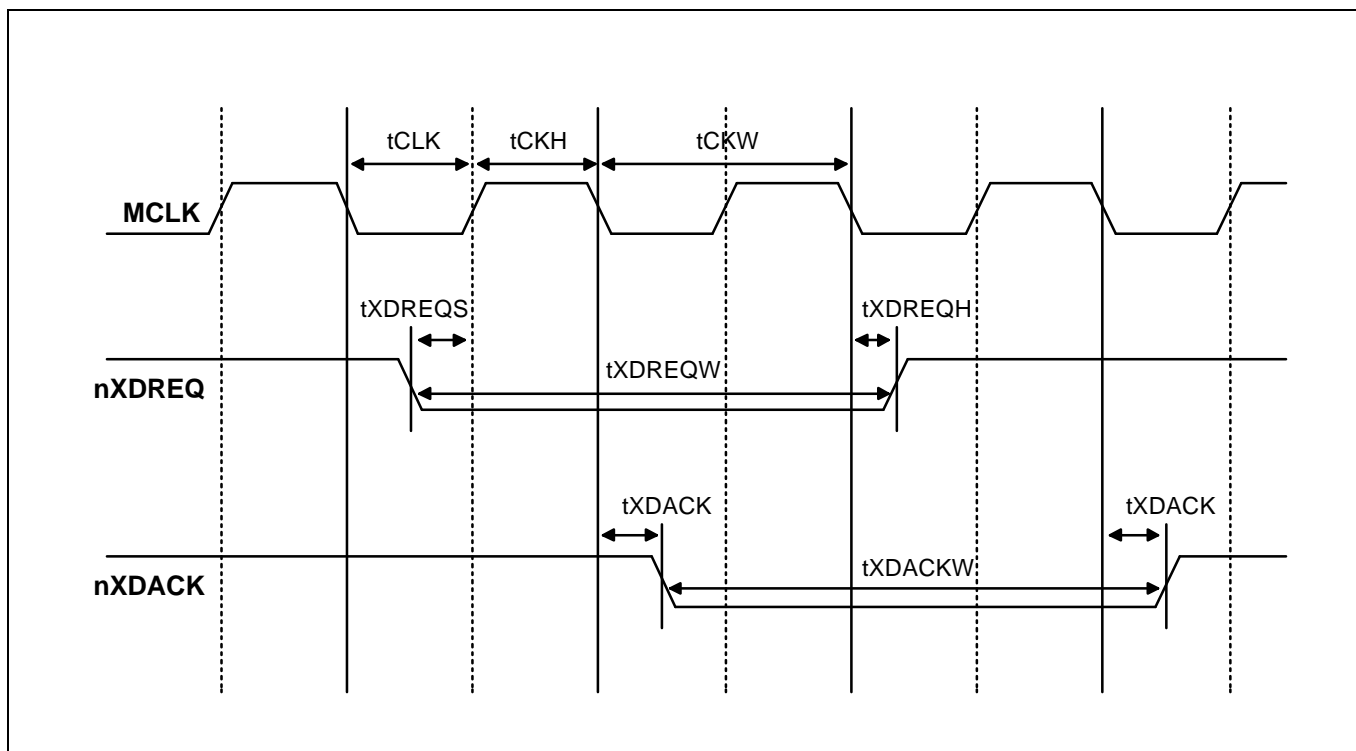 tCLK
tCKH
tCKW
MCLK
tXDREQS
tXDREQH
tXDREQW
nXDREQ
tXDACK
tXDACK
tXDACKW
nXDACK